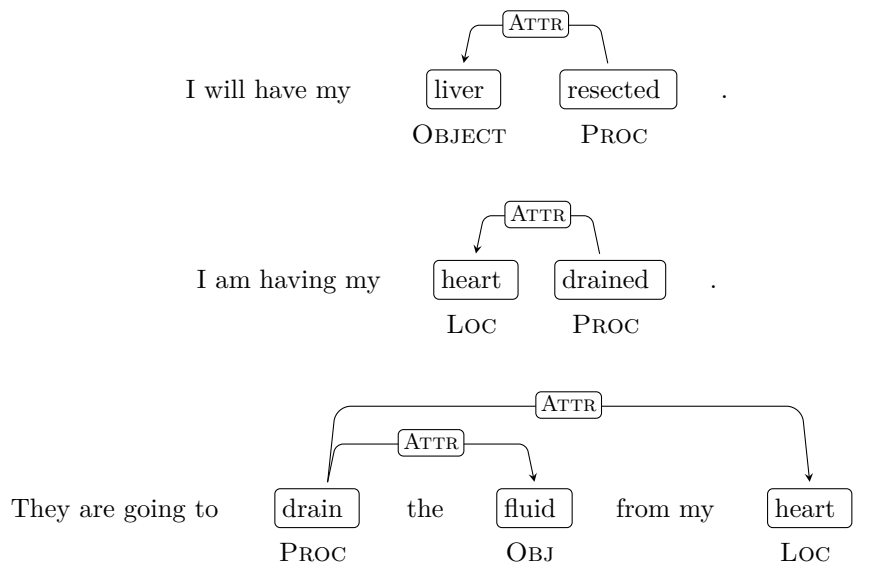 ATTR
I will have my liver resected .
OBJECT PROC
ATTR
I am having my heart drained .
LOC PROC
ATTR
ATTR
They are going to drain the fluid from my heart
PROC OBJ LOC